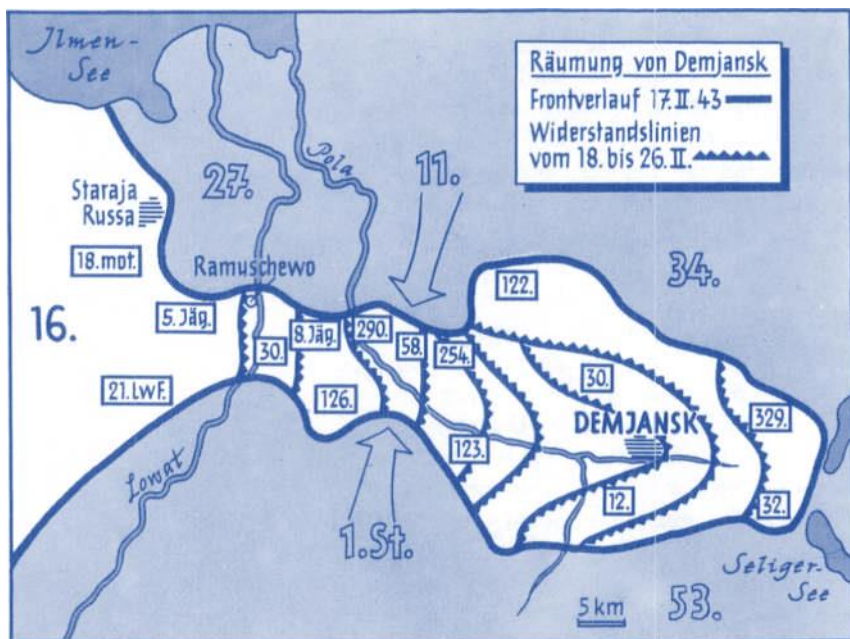 Ilmen-
See
Räumung von Demjansk
Frontverlauf 17.II.43
Widerstandslinien
vom 18. bis 26.II.
Pola
27.
11.
Staraja
Russa
18.mot.
Ramuschewo
34.
122.
16.
5.Jäg.
8.Jäg.
290.
58.
254.
30.
30.
21.LwF.
126.
DEMJANSK
329.
123.
Lowat
12.
32.
1.St.
Seliger-
See
5 km
53.